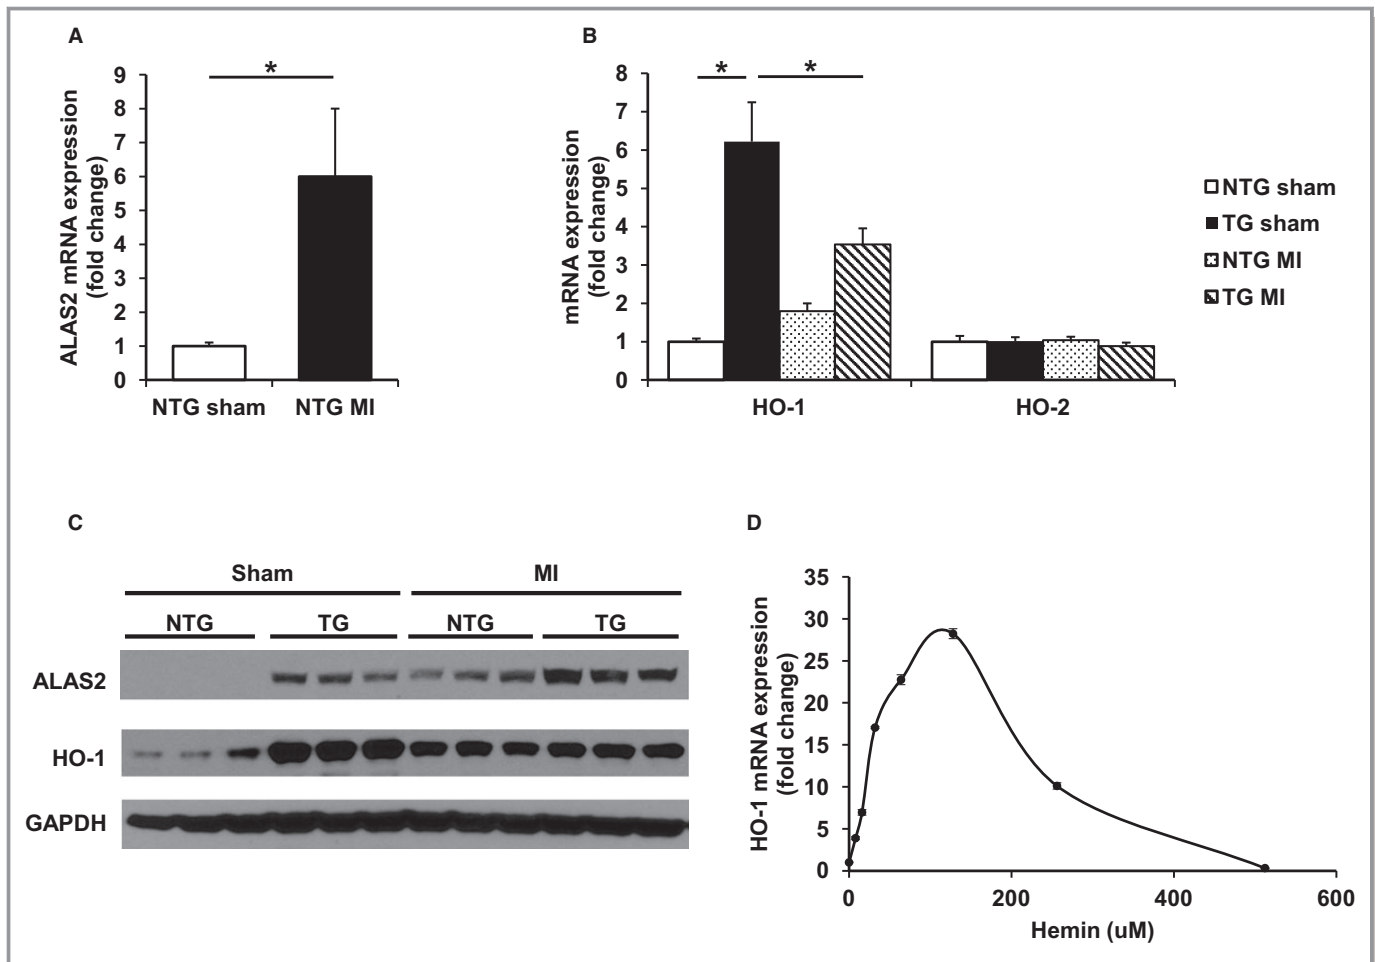 A
ALAS2 mRNA expression
(fold change)
9
8
7
6
5
4
3
2
1
0
*
NTG sham NTG MI
B
mRNA expression
(fold change)
8
7
6
5
4
3
2
1
0
* *
HO-1 HO-2
NTG sham
TG sham
NTG MI
TG MI
C
Sham MI
NTG TG NTG TG
ALAS2
HO-1
GAPDH
D
HO-1 mRNA expression
(fold change)
35
30
25
20
15
10
5
0
0 200 400 600
Hemin (uM)